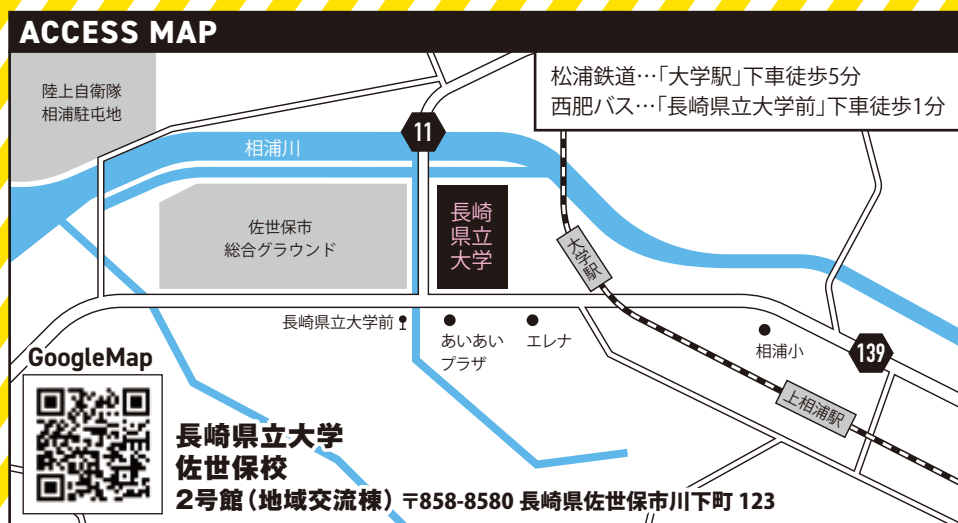 ACCESS MAP
松浦鉄道…「大学駅」下車徒歩5分
西肥バス…「長崎県立大学前」下車徒歩1分
陸上自衛隊
相浦駐屯地
11
相浦川
佐世保市
総合グラウンド
長崎
県立
大学
大学駅
長崎県立大学前
あいあい
プラザ
エレナ
相浦小
139
上相浦駅
GoogleMap
長崎県立大学
佐世保校
2号館(地域交流棟) 〒858-8580 長崎県佐世保市川下町 123